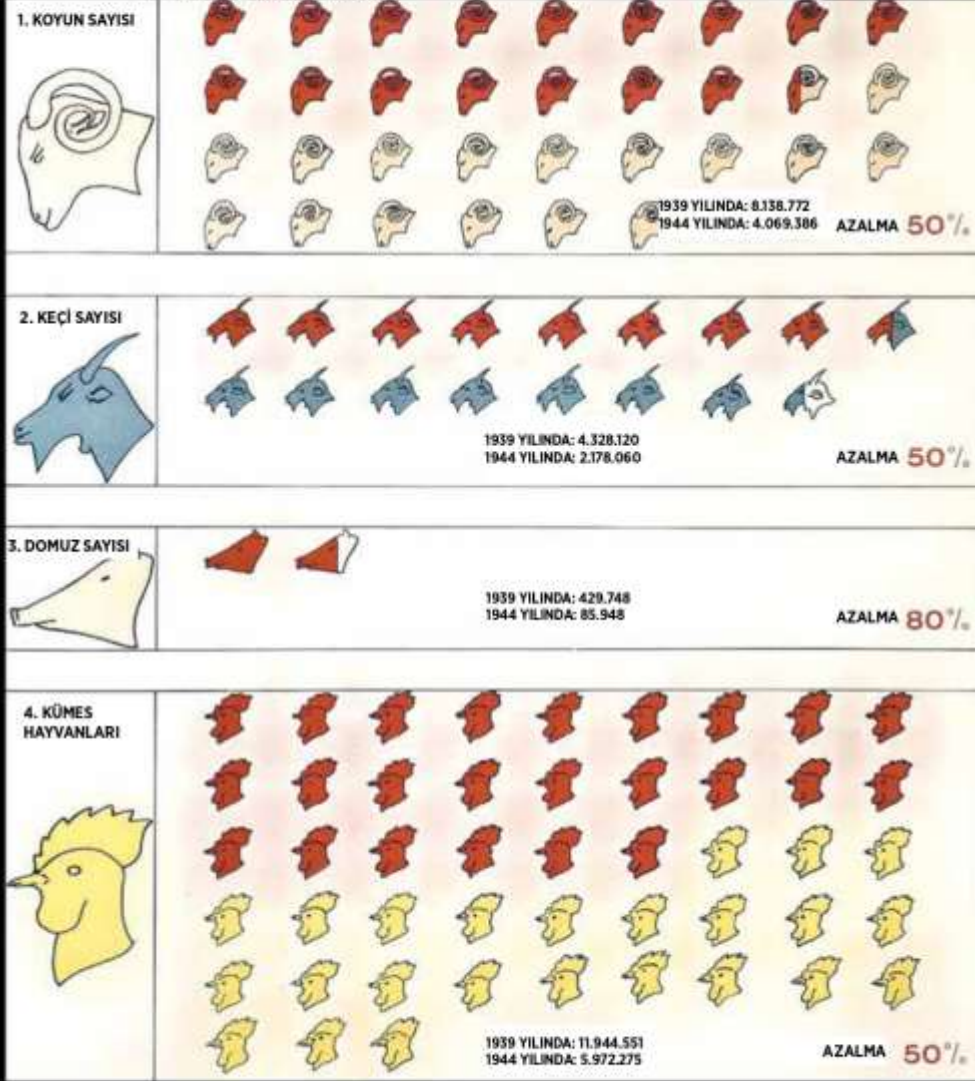 1. KOYUN SAYISI
1939 YILINDA: 8.138.772
1944 YILINDA: 4.069.386
AZALMA 50%
2. KEÇİ SAYISI
1939 YILINDA: 4.328.120
1944 YILINDA: 2.178.060
AZALMA 50%
3. DOMUZ SAYISI
1939 YILINDA: 429.748
1944 YILINDA: 85.948
AZALMA 80%
4. KÜMES
HAYVANLARI
1939 YILINDA: 11.944.551
1944 YILINDA: 5.972.275
AZALMA 50%